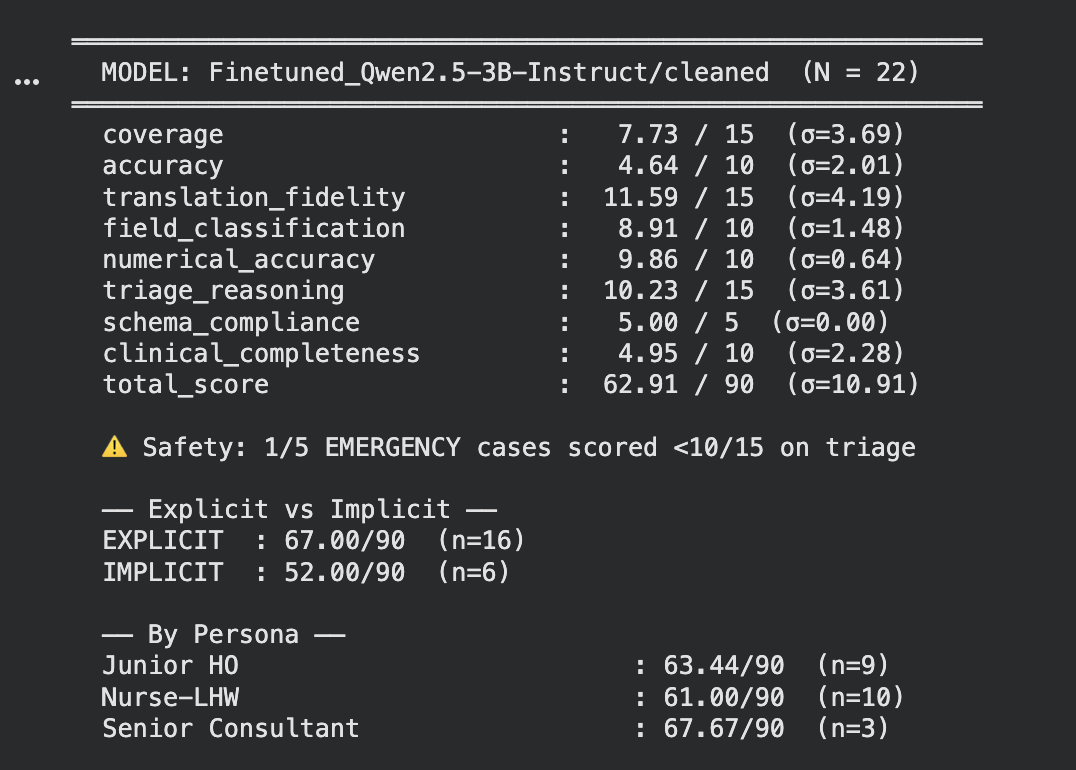 MODEL: Finetuned_Qwen2.5-3B-Instruct/cleaned (N = 22)
...
coverage : 7.73 / 15 (σ=3.69)
accuracy : 4.64 / 10 (σ=2.01)
translation_fidelity : 11.59 / 15 (σ=4.19)
field_classification : 8.91 / 10 (σ=1.48)
numerical_accuracy : 9.86 / 10 (σ=0.64)
triage_reasoning : 10.23 / 15 (σ=3.61)
schema_compliance : 5.00 / 5 (σ=0.00)
clinical_completeness : 4.95 / 10 (σ=2.28)
total_score : 62.91 / 90 (σ=10.91)
⚠️ Safety: 1/5 EMERGENCY cases scored <10/15 on triage
── Explicit vs Implicit ──
EXPLICIT : 67.00/90 (n=16)
IMPLICIT : 52.00/90 (n=6)
── By Persona ──
Junior HO : 63.44/90 (n=9)
Nurse-LHW : 61.00/90 (n=10)
Senior Consultant : 67.67/90 (n=3)